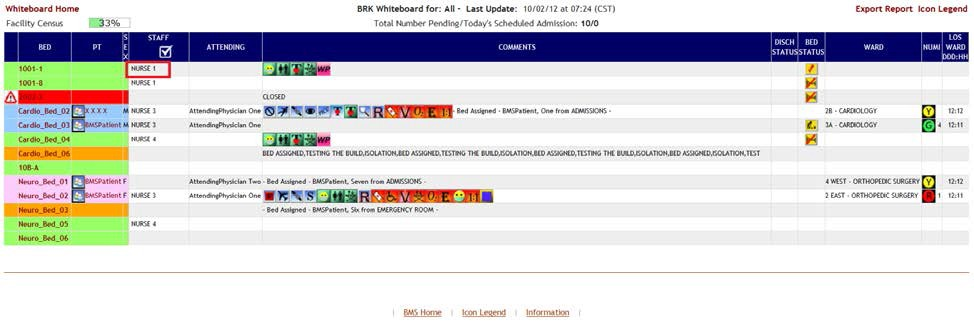 Whiteboard Home BRK Whiteboard for: All - Last Update: 10/02/12 at 07:24 (CST) Export Report Icon Legend
Facility Census 33% Total Number Pending/Today's Scheduled Admission: 10/0
BED PT SEX STAFF ATTENDING COMMENTS DISCH STATUS BED STATUS WARD NUMI LOS WARD DDD:HH
1001-1 NURSE 1 WP
1001-8 NURSE 1
CLOSED
Cardio_Bed_02 X X X X M NURSE 3 AttendingPhysician One R V E H - Bed Assigned - BMSPatient, One from ADMISSIONS - 2B - CARDIOLOGY Y 12:12
Cardio_Bed_03 BMSPatient M NURSE 3 AttendingPhysician One 3A - CARDIOLOGY G 4 12:11
Cardio_Bed_04 NURSE 4 WP
Cardio_Bed_06 BED ASSIGNED,TESTING THE BUILD,ISOLATION,BED ASSIGNED,TESTING THE BUILD,ISOLATION,BED ASSIGNED,TESTING THE BUILD,ISOLATION,BED ASSIGNED,ISOLATION,TEST
10B-A
Neuro_Bed_01 BMSPatient F AttendingPhysician Two - Bed Assigned - BMSPatient, Seven from ADMISSIONS - 4 WEST - ORTHOPEDIC SURGERY Y 12:12
Neuro_Bed_02 BMSPatient F NURSE 3 AttendingPhysician One S R V E H 2 EAST - ORTHOPEDIC SURGERY R 1 12:11
Neuro_Bed_03 - Bed Assigned - BMSPatient, Six from EMERGENCY ROOM -
Neuro_Bed_05 NURSE 4
Neuro_Bed_06
| BMS Home | Icon Legend | Information |